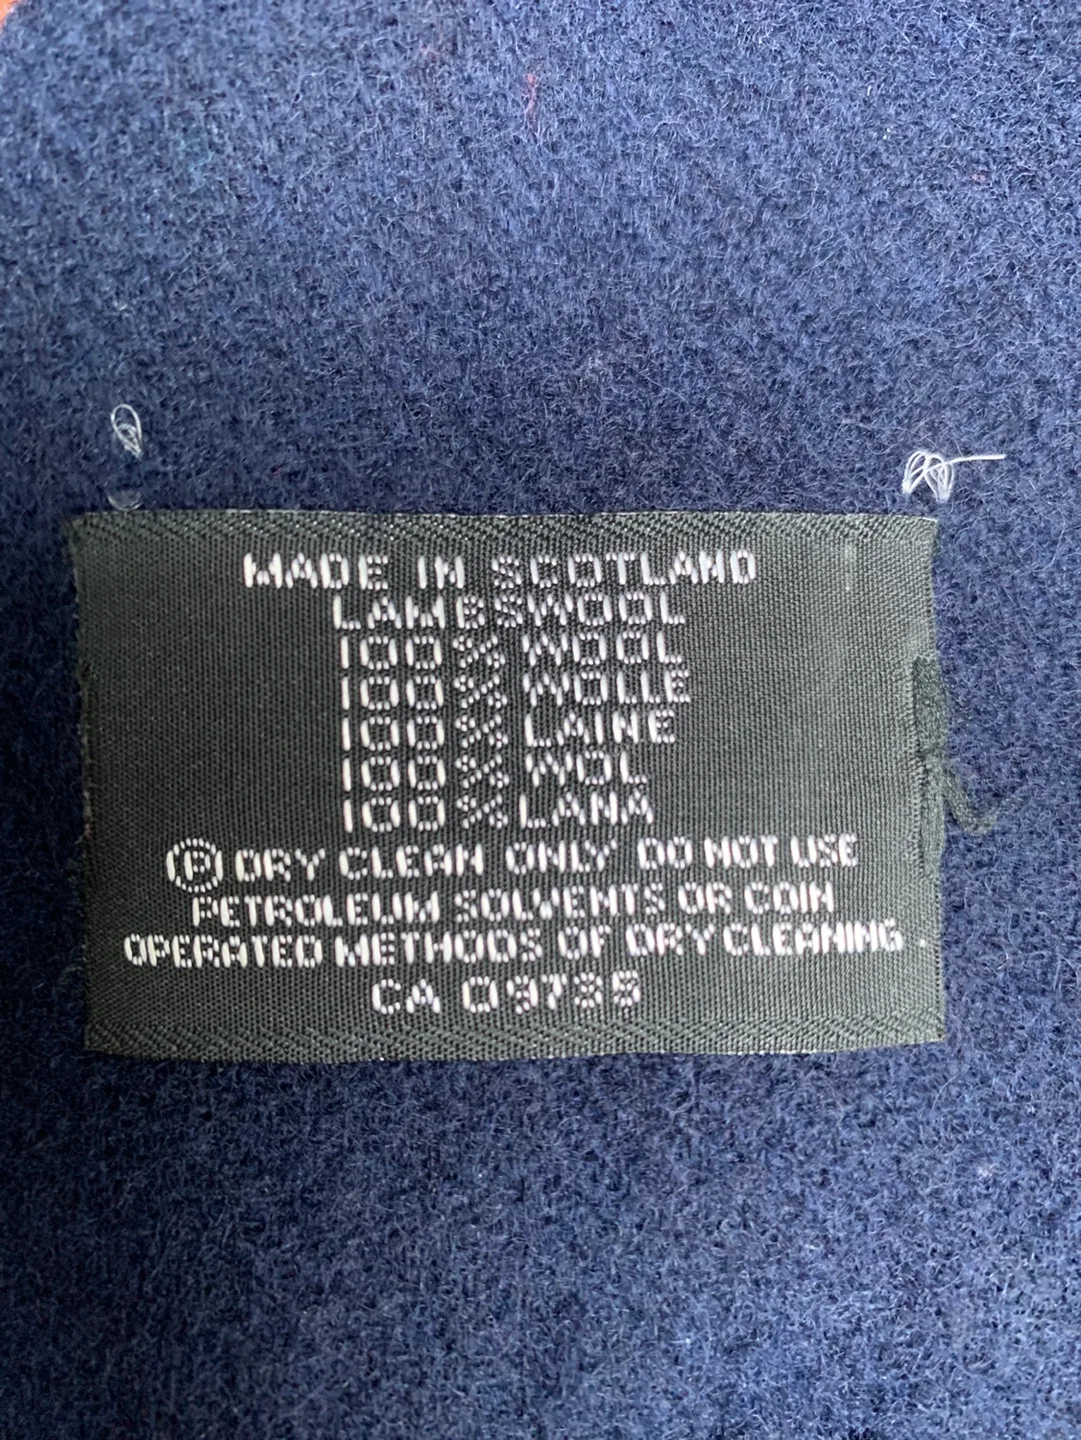 MADE IN SCOTLAND
LAMBSWOOL
100% WOOL
100% WOLLE
100% LAINE
100% WOL
100% LANA
Ⓟ DRY CLEAN ONLY DO NOT USE
PETROLEUM SOLVENTS OR COIN
OPERATED METHODS OF DRYCLEANING .
CA 09735